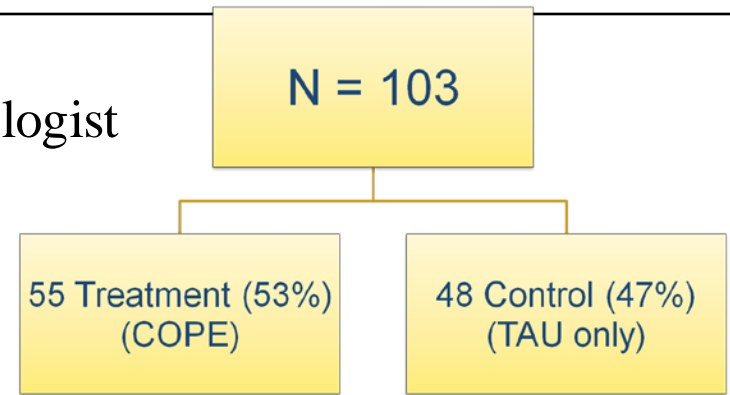 N = 103
logist
55 Treatment (53%)
(COPE)
48 Control (47%)
(TAU only)